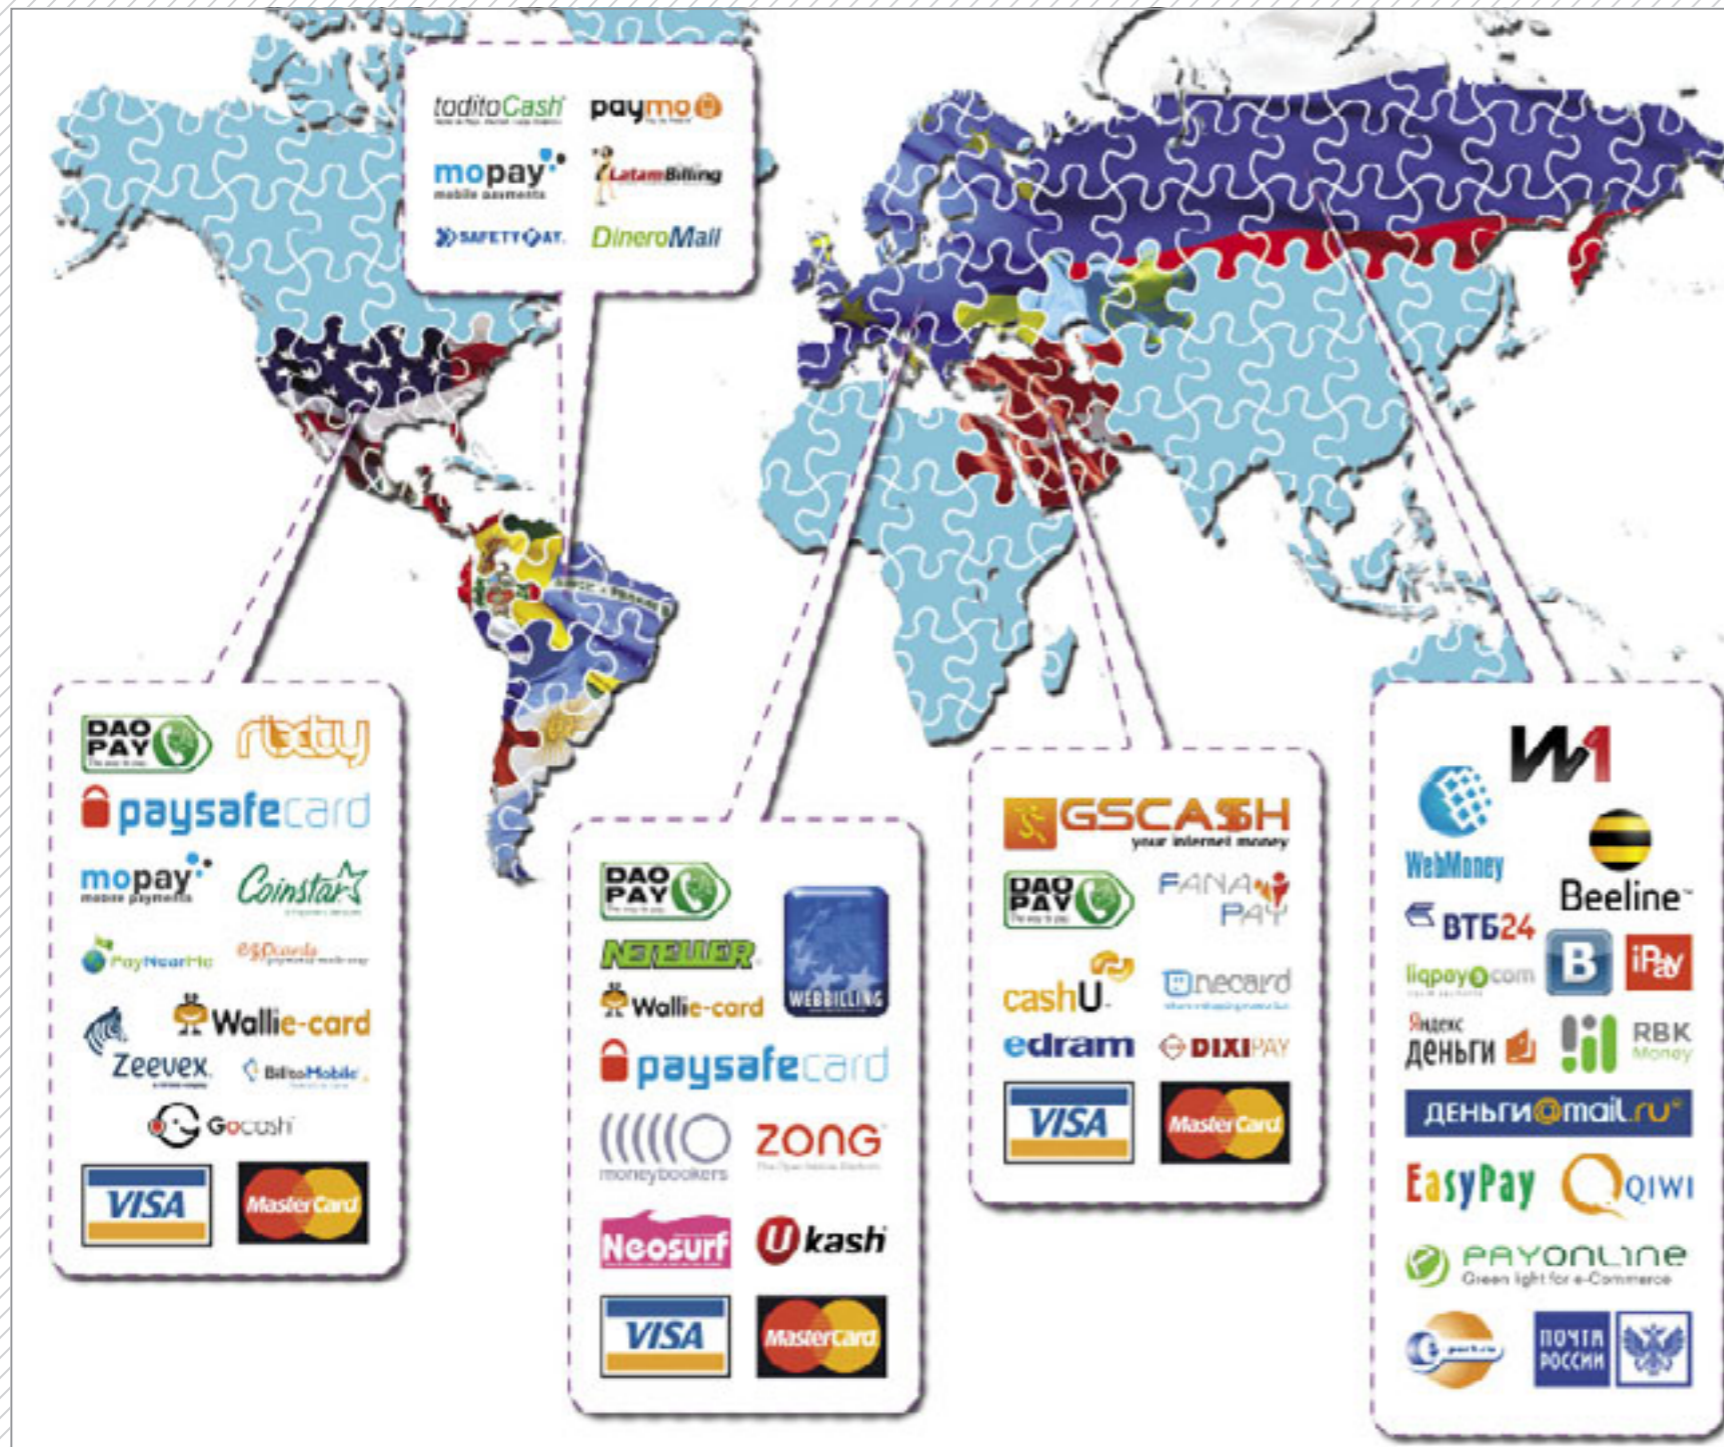 toditoCash
paymo
mopay
mobile payments
LatamBilling
SAFETYPAY.
DineroMail
DAO
PAY
rixty
paysafecard
mopay
mobile payments
Coinstar
PayNearMe
Wallie-card
Zeevex
BilltoMobile
Gocash
VISA
MasterCard
DAO
PAY
NETELLER
WEBBILLING
Wallie-card
paysafecard
moneybookers
ZONG
Neosurf
Ukash
VISA
MasterCard
GSCASH
your internet money
DAO
PAY
FANA
PAY
cashU
onecard
edram
DIXIPAY
VISA
MasterCard
W1
WebMoney
Beeline™
ВТБ24
liqpay.com
B
iPay
Яндекс
деньги
RBK
Money
ДЕНЬГИ@mail.ru
EasyPay
QIWI
PAYONLINE
Green light for e-Commerce
ПОЧТА
РОССИИ